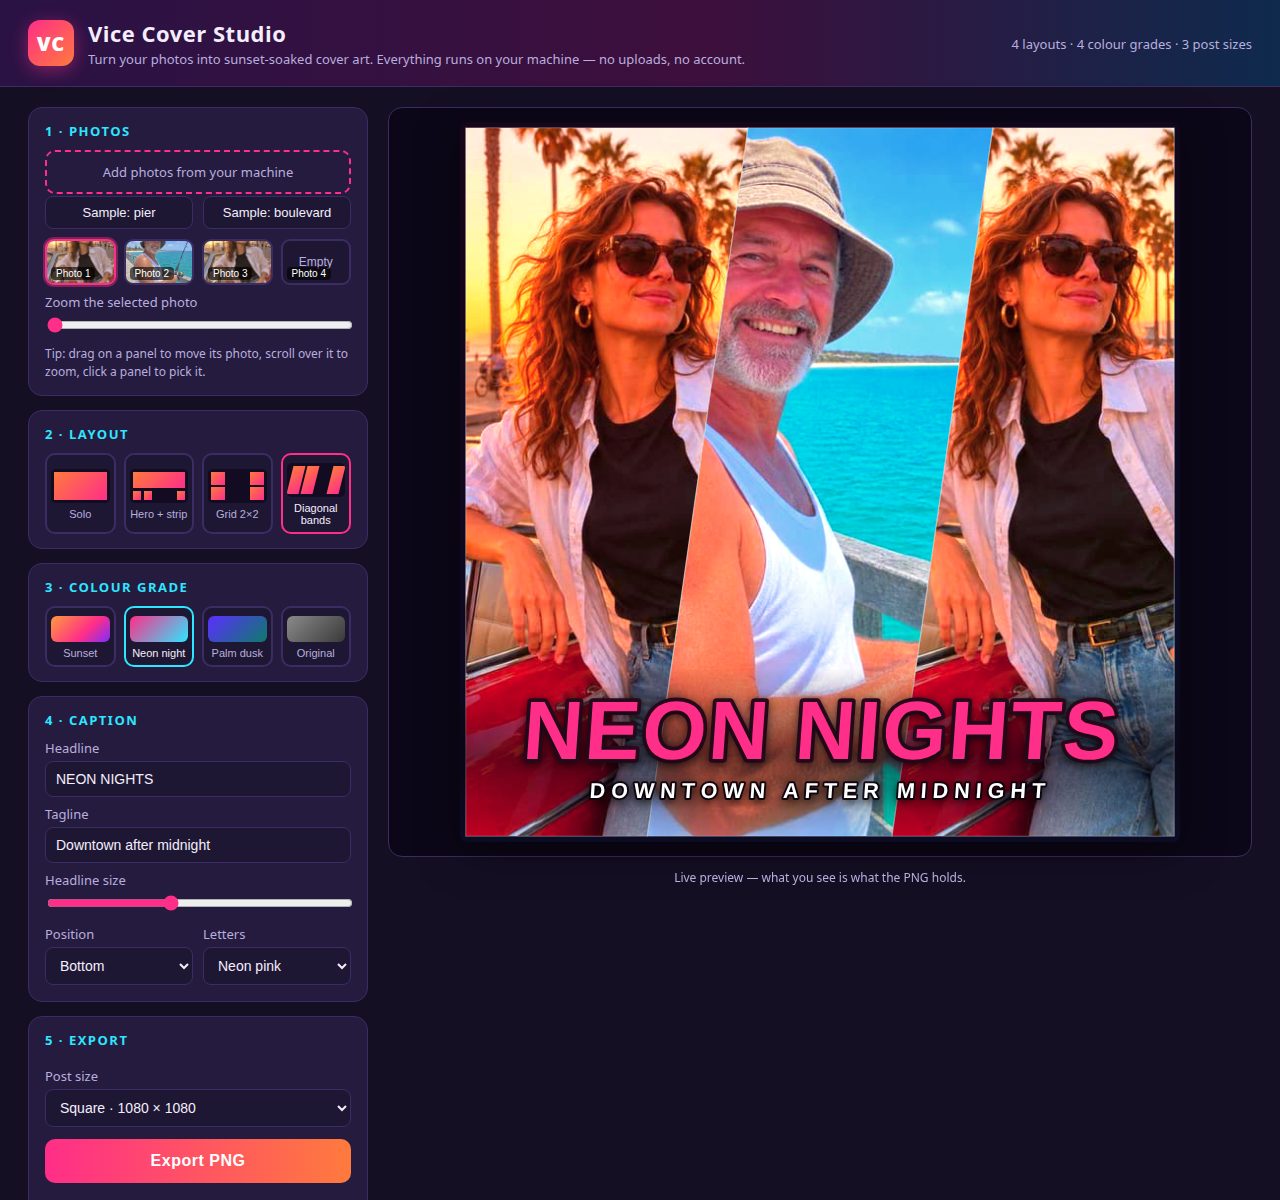 vc
Vice Cover Studio
Turn your photos into sunset-soaked cover art. Everything runs on your machine — no uploads, no account.
4 layouts · 4 colour grades · 3 post sizes
1 · PHOTOS
Add photos from your machine
Sample: pier
Sample: boulevard
Photo 1
Photo 2
Photo 3
Empty
Photo 4
Zoom the selected photo
Tip: drag on a panel to move its photo, scroll over it to
zoom, click a panel to pick it.
2 · LAYOUT
Solo
Hero + strip
Grid 2×2
Diagonal
bands
3 · COLOUR GRADE
Sunset
Neon night
Palm dusk
Original
4 · CAPTION
Headline
NEON NIGHTS
Tagline
Downtown after midnight
Headline size
Position
Letters
Bottom
Neon pink
5 · EXPORT
Post size
Square · 1080 × 1080
Export PNG
NEON NIGHTS
DOWNTOWN AFTER MIDNIGHT
Live preview — what you see is what the PNG holds.